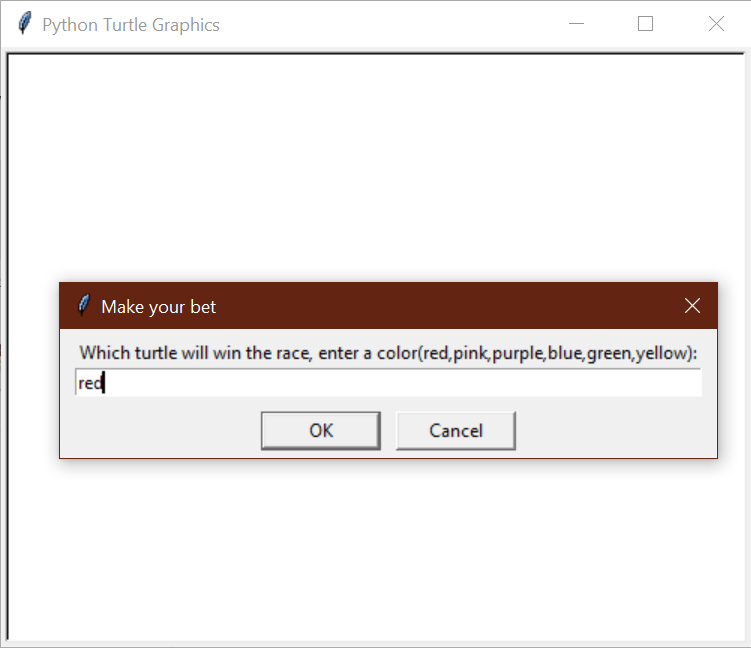 Python Turtle Graphics
Make your bet
Which turtle will win the race, enter a color(red,pink,purple,blue,green,yellow):
red
OK
Cancel